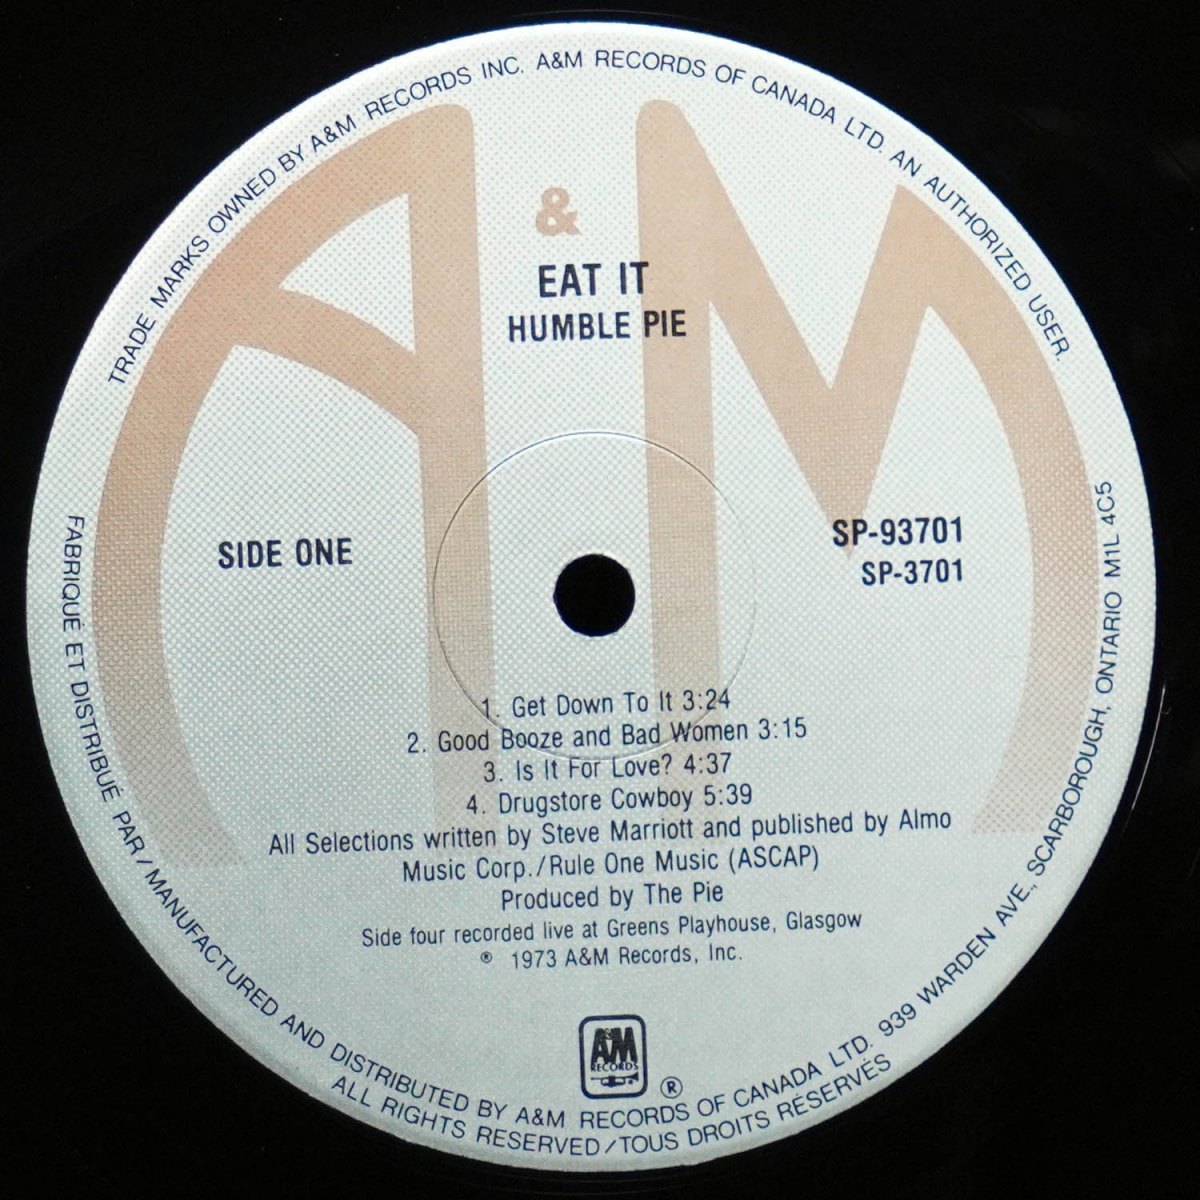 TRADE MARKS OWNED BY A&M RECORDS INC. A&M RECORDS OF CANADA LTD. AN AUTHORIZED USER.
&
EAT IT
HUMBLE PIE
SIDE ONE
SP-93701
SP-3701
1. Get Down To It 3:24
2. Good Booze and Bad Women 3:15
3. Is It For Love? 4:37
4. Drugstore Cowboy 5:39
All Selections written by Steve Marriott and published by Almo
Music Corp./Rule One Music (ASCAP)
Produced by The Pie
Side four recorded live at Greens Playhouse, Glasgow
℗ 1973 A&M Records, Inc.
A&M
RECORDS
®
FABRIQUÉ ET DISTRIBUÉ PAR/MANUFACTURED AND DISTRIBUTED BY A&M RECORDS OF CANADA LTD. 939 WARDEN AVE., SCARBOROUGH, ONTARIO M1L 4C5
ALL RIGHTS RESERVED/TOUS DROITS RÉSERVÉS